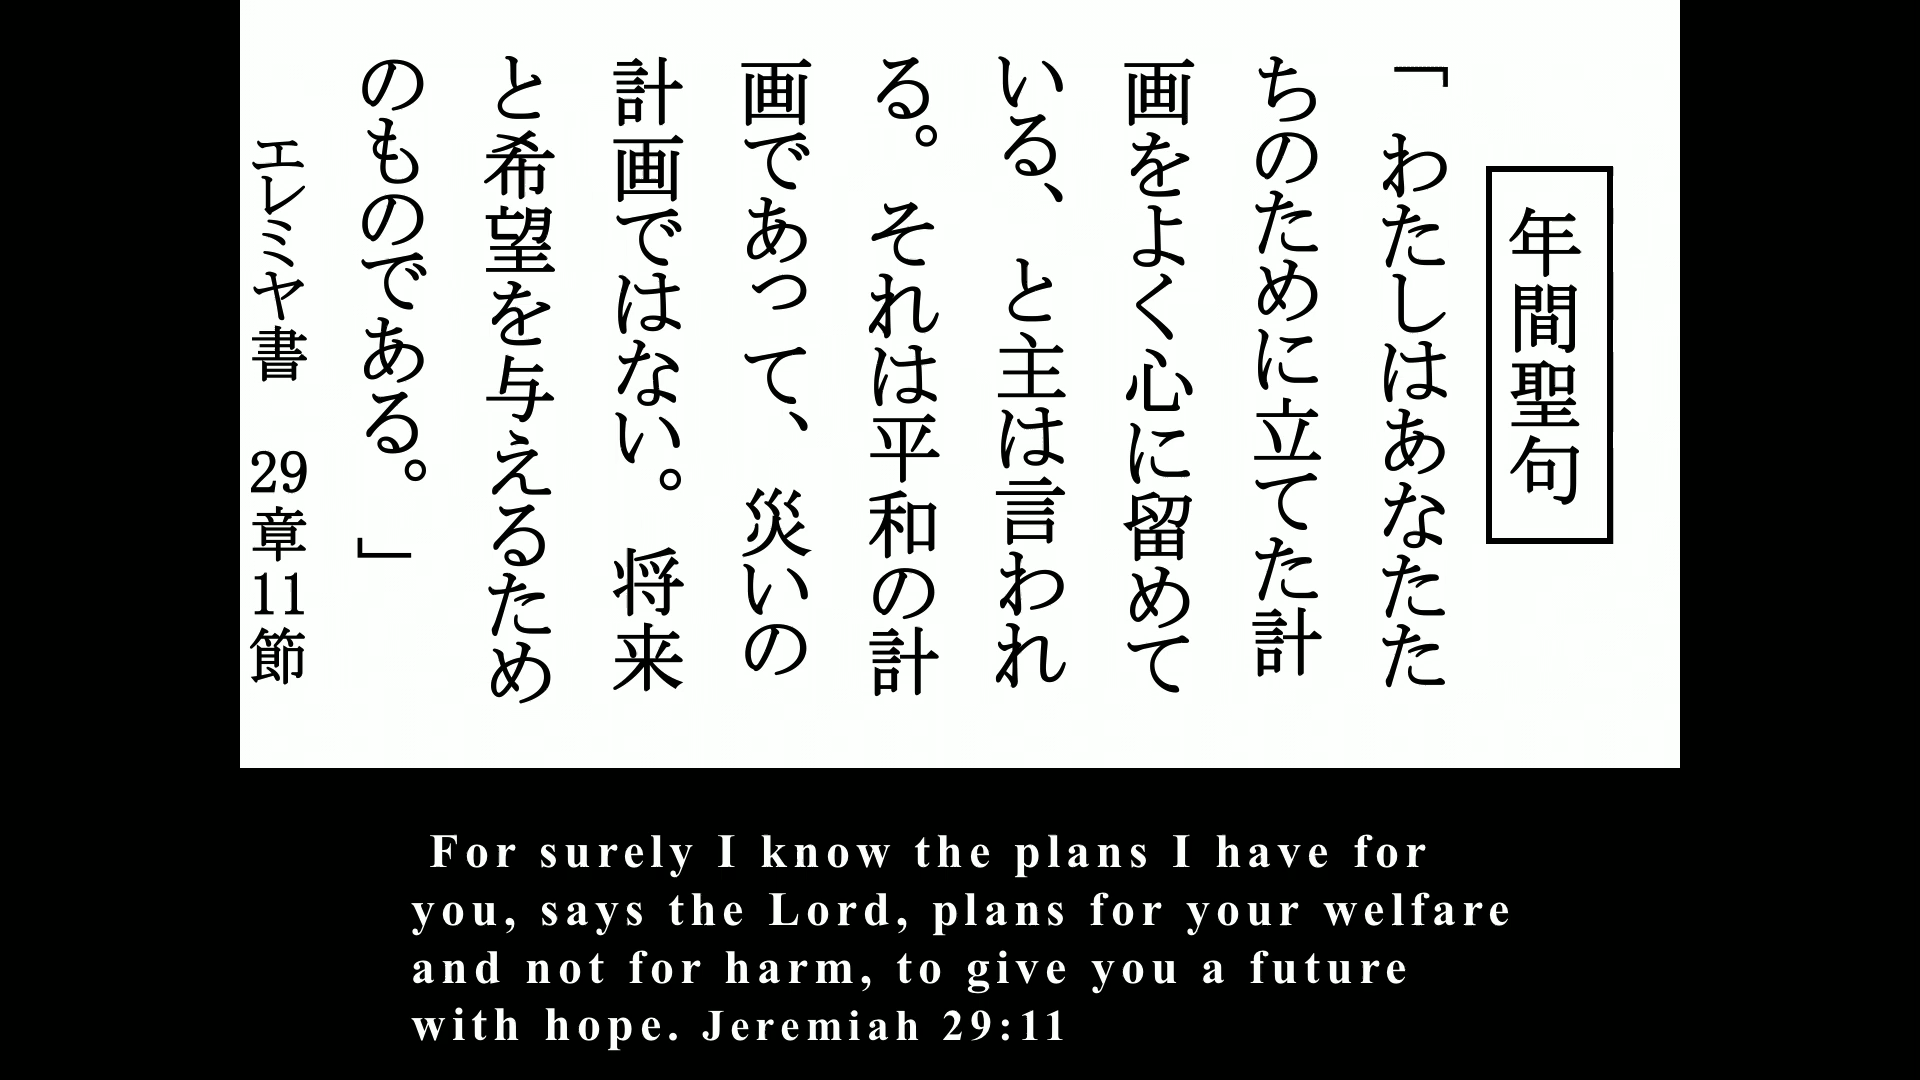 年間聖句
「わたしはあなたた
ちのために立てた計
画をよく心に留めて
いる、と主は言われ
る。それは平和の計
画であって、災いの
計画ではない。将来
と希望を与えるため
のものである。」
エレミヤ書 29章11節
For surely I know the plans I have for
you, says the Lord, plans for your welfare
and not for harm, to give you a future
with hope. Jeremiah 29:11